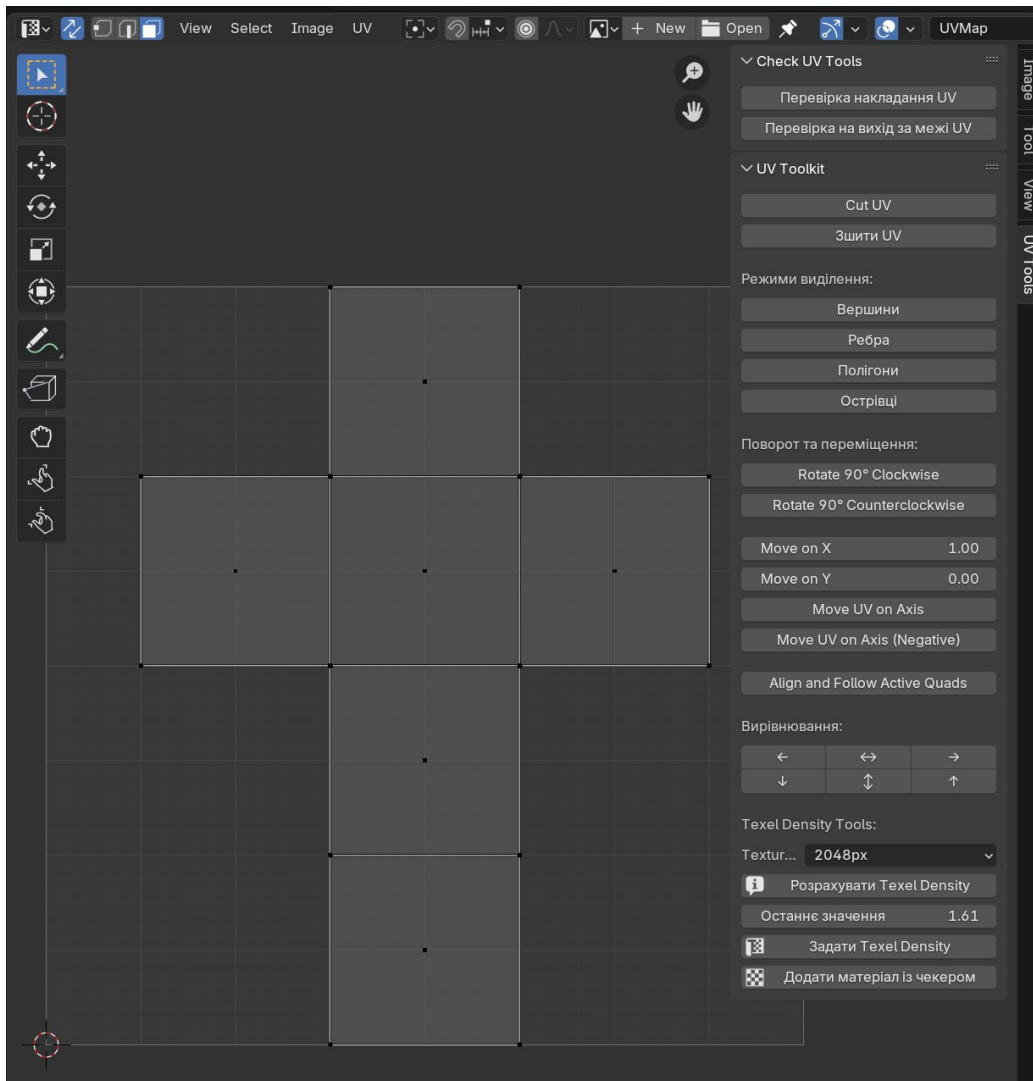 View Select Image UV + New Open UVMap
Check UV Tools
Перевірка накладання UV
Перевірка на вихід за межі UV
UV Toolkit
Cut UV
Зшити UV
Режими виділення:
Вершини
Ребра
Полігони
Острівці
Поворот та переміщення:
Rotate 90° Clockwise
Rotate 90° Counterclockwise
Move on X 1.00
Move on Y 0.00
Move UV on Axis
Move UV on Axis (Negative)
Align and Follow Active Quads
Вирівнювання:
← ↔ →
↓ ↕ ↑
Texel Density Tools:
Textur... 2048px
Розрахувати Texel Density
Останнє значення 1.61
Задати Texel Density
Додати матеріал із чекером
Image
Tool
View
UV Tools